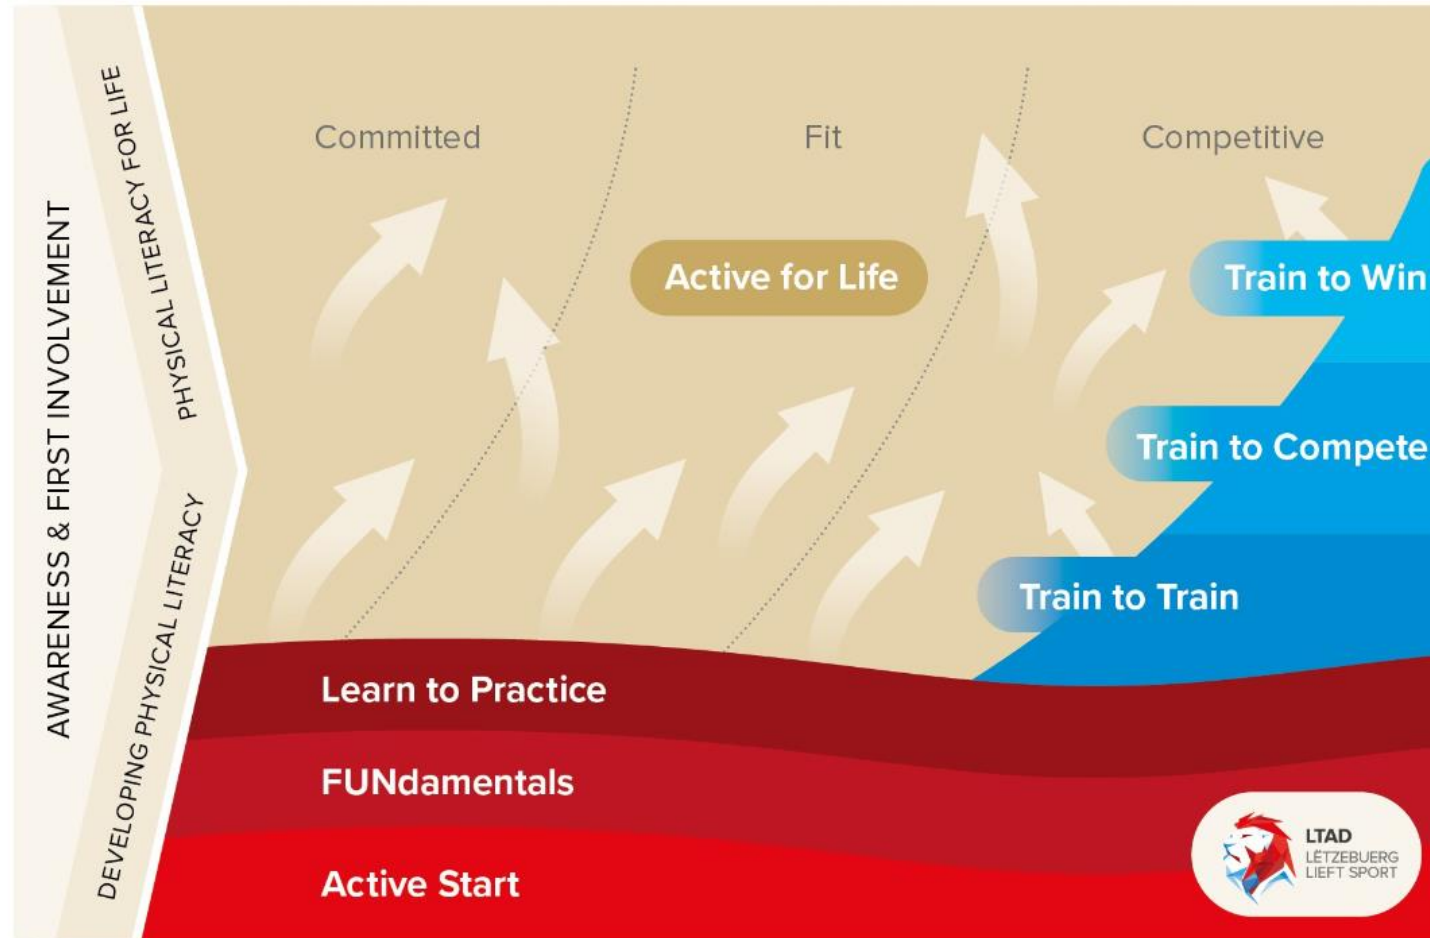 AWARENESS & FIRST INVOLVEMENT
PHYSICAL LITERACY FOR LIFE
DEVELOPING PHYSICAL LITERACY
Committed
Fit
Competitive
Active for Life
Train to Win
Train to Compete
Train to Train
Learn to Practice
FUNdamentals
Active Start
LTAD
LËTZEBUERG
LIEFT SPORT